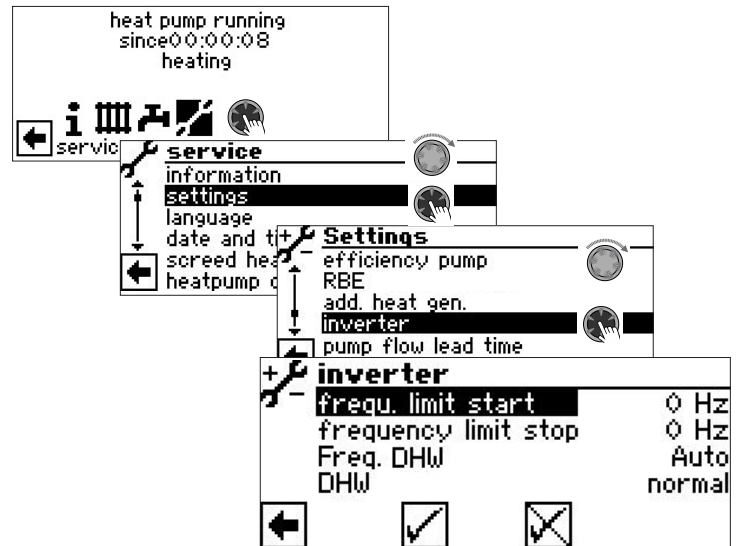 heat pump running
since00:00:08
heating
servic
service
information
settings
language
date and ti
screed hea
heatpump c
Settings
efficiency pump
RBE
add. heat gen.
inverter
pump flow lead time
inverter
frequ. limit start 0 Hz
frequency limit stop 0 Hz
Freq. DHW Auto
DHW normal